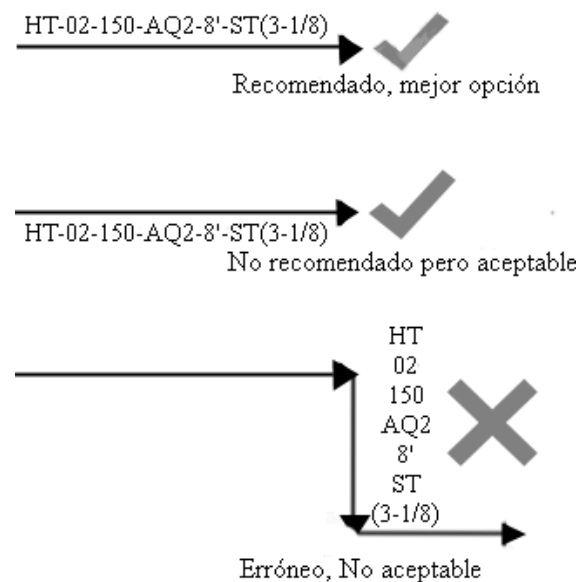 HT-02-150-AQ2-8'-ST(3-1/8)
Recomendado, mejor opción
HT-02-150-AQ2-8'-ST(3-1/8)
No recomendado pero aceptable
HT
02
150
AQ2
8'
ST
(3-1/8)
Erróneo, No aceptable